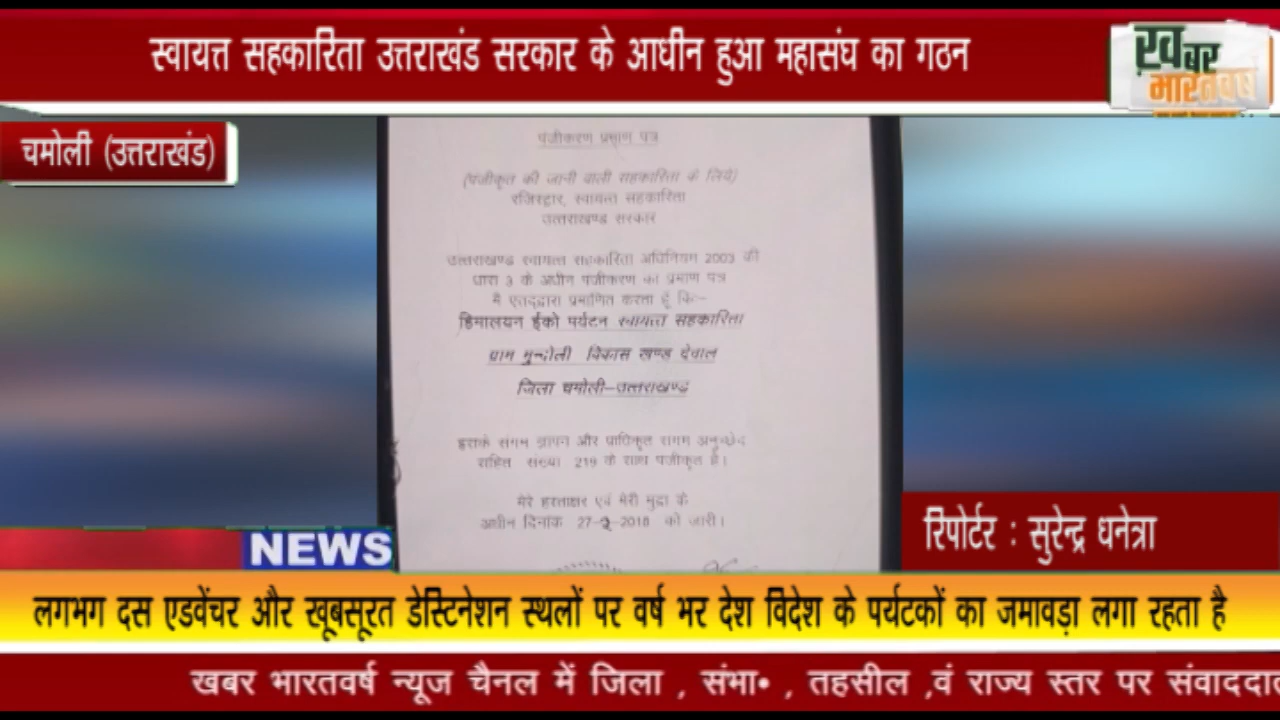 स्वायत्त सहकारिता उत्तराखंड सरकार के आधीन हुआ महासंघ का गठन
ख़बर
भारतवर्ष
चमोली (उत्तराखंड)
पंजीकरण प्रमाण पत्र
(पंजीकृत की जानी वाली सहकारिता के लिये)
रजिस्ट्रार, स्वायत्त सहकारिता
उत्तराखण्ड सरकार
उत्तराखण्ड स्वायत्त सहकारिता अधिनियम 2003 की
धारा 3 के अधीन पंजीकरण का प्रमाण पत्र
मैं एतद्द्वारा प्रमाणित करता हूँ किः-
हिमालयन ईको पर्यटन स्वायत्त सहकारिता
ग्राम मुन्दोली विकास खण्ड देवाल
जिला चमोली-उत्तराखण्ड
इसके संगम ज्ञापन और अनुच्छेद
सहित संख्या 219 के साथ पंजीकृत है।
मेरे हस्ताक्षर एवं मेरी मुद्रा के
अधीन दिनांक 27- -2018 को जारी।
रिपोर्टर : सुरेन्द्र धनेत्रा
NEWS
लगभग दस एडवेंचर और खूबसूरत डेस्टिनेशन स्थलों पर वर्ष भर देश विदेश के पर्यटकों का जमावड़ा लगा रहता है
खबर भारतवर्ष न्यूज चैनल में जिला , संभा• , तहसील ,वं राज्य स्तर पर संवाददा